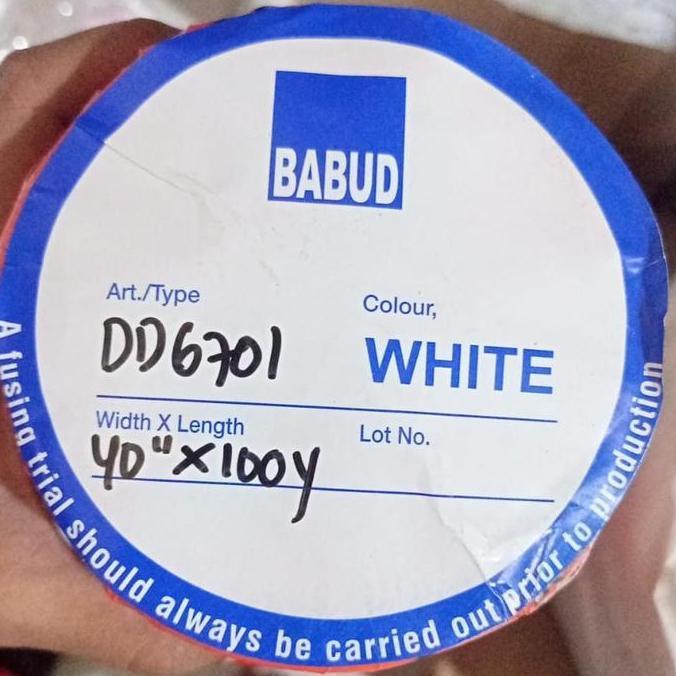 BABUD
Art./Type
DD6701
Colour,
WHITE
Width X Length
40" X 100Y
Lot No.
A fusing trial should always be carried out prior to production